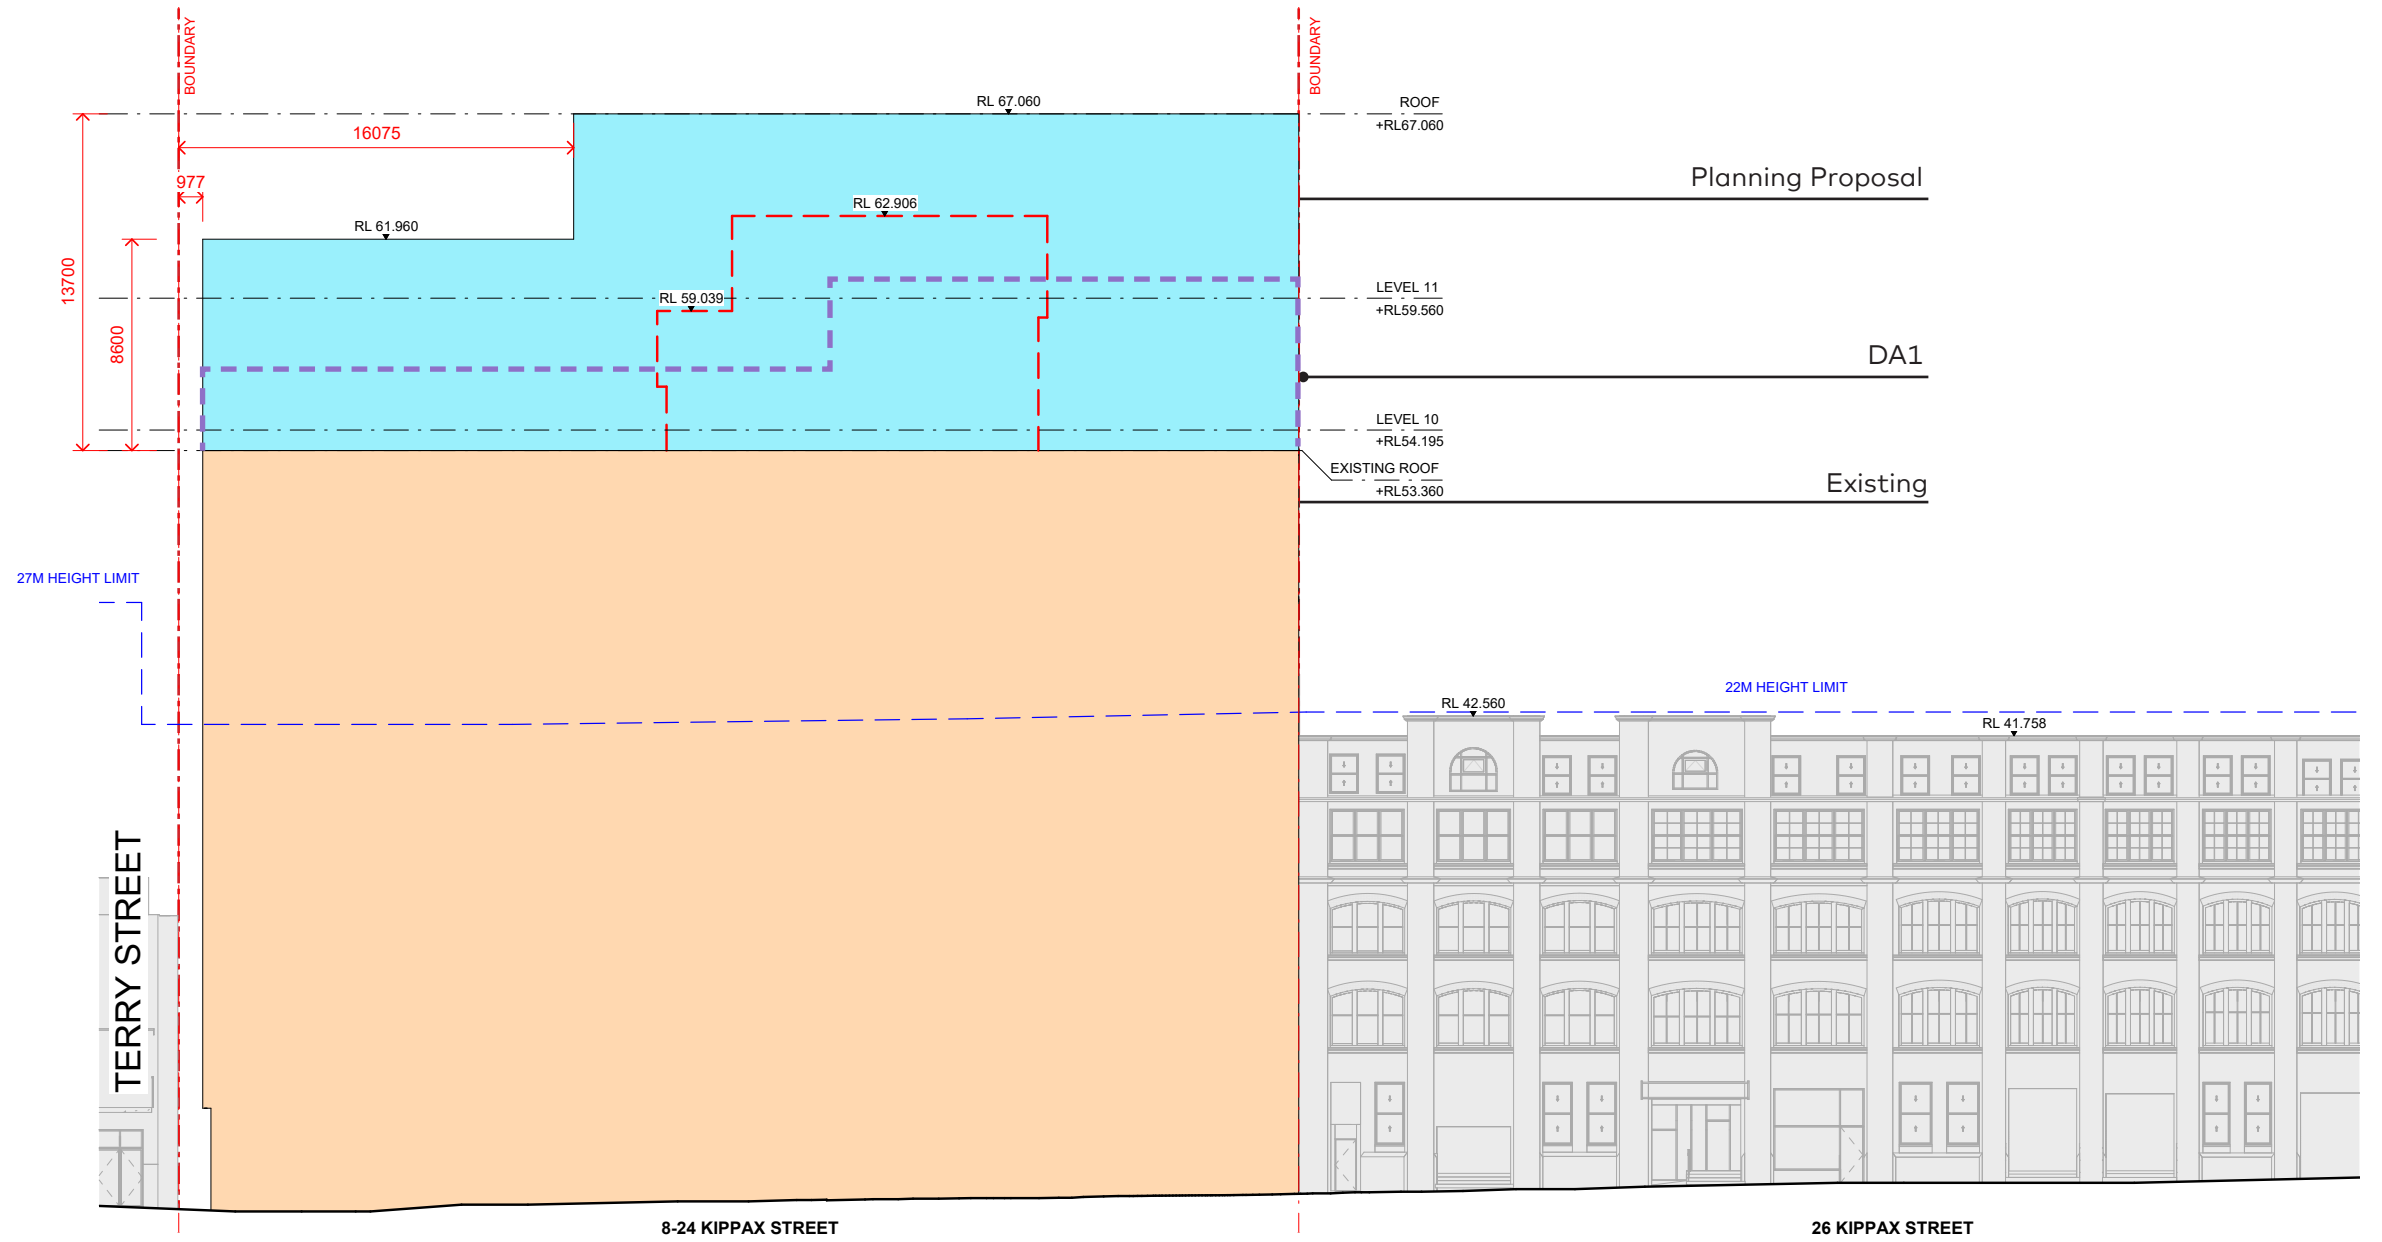 BOUNDARY
BOUNDARY
RL 67.060
ROOF
+RL67.060
16075
Planning Proposal
977
RL 62.906
RL 61.960
13700
8600
RL 59.039
LEVEL 11
+RL59.560
DA1
LEVEL 10
+RL54.195
EXISTING ROOF
+RL53.360
Existing
27M HEIGHT LIMIT
22M HEIGHT LIMIT
RL 42.560
RL 41.758
TERRY STREET
8-24 KIPPAX STREET
26 KIPPAX STREET